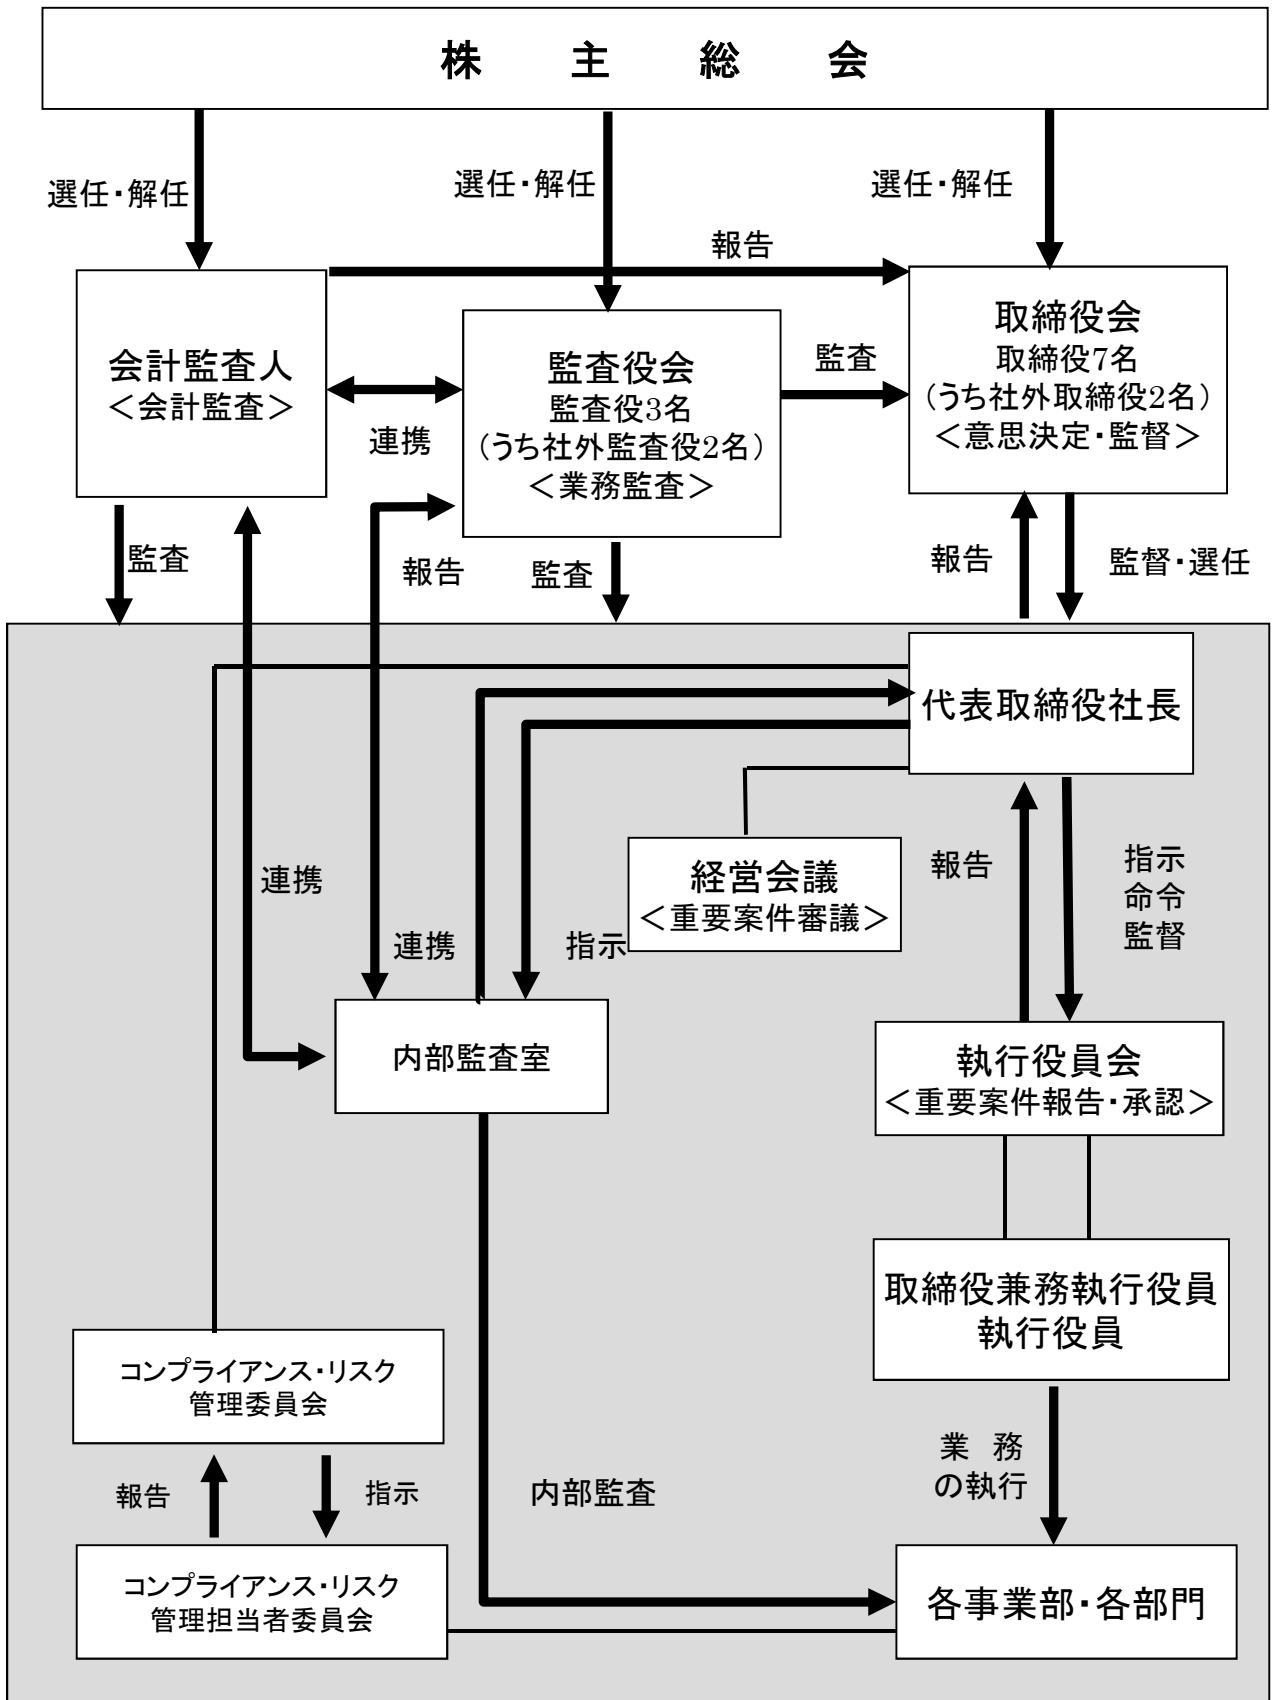 株主総会
選任・解任
選任・解任
選任・解任
報告
会計監査人
＜会計監査＞
連携
監査役会
監査役3名
(うち社外監査役2名)
＜業務監査＞
監査
取締役会
取締役7名
(うち社外取締役2名)
＜意思決定・監督＞
監査
報告
監査
報告
監督・選任
代表取締役社長
経営会議
＜重要案件審議＞
報告
指示
命令
監督
連携
連携
指示
内部監査室
執行役員会
＜重要案件報告・承認＞
取締役兼務執行役員
執行役員
コンプライアンス・リスク
管理委員会
報告
指示
内部監査
業 務
の執行
コンプライアンス・リスク
管理担当者委員会
各事業部・各部門